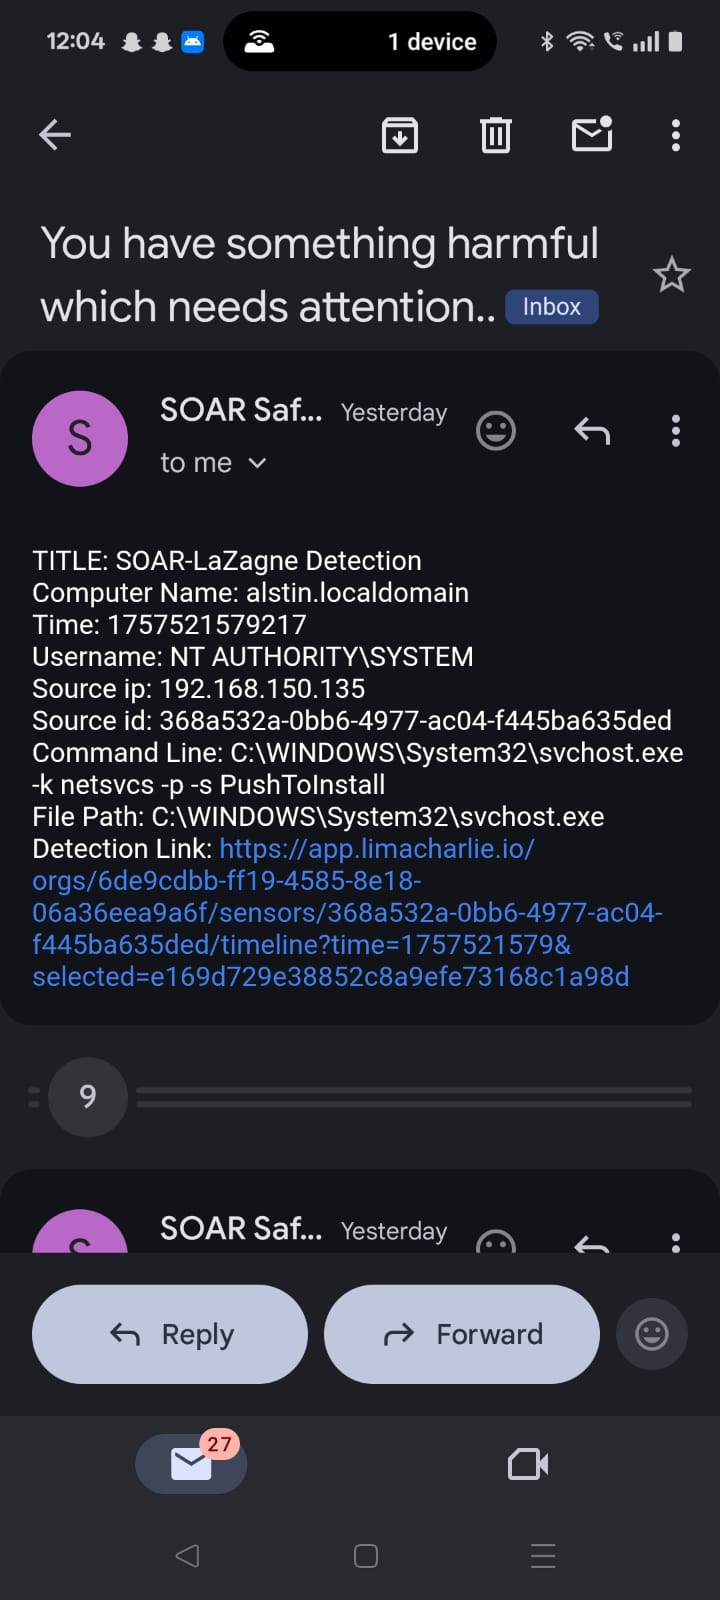 12:04
1 device
You have something harmful
which needs attention.. Inbox
S
SOAR Saf... Yesterday
to me
TITLE: SOAR-LaZagne Detection
Computer Name: alstin.localdomain
Time: 1757521579217
Username: NT AUTHORITY\SYSTEM
Source ip: 192.168.150.135
Source id: 368a532a-0bb6-4977-ac04-f445ba635ded
Command Line: C:\WINDOWS\System32\svchost.exe
-k netsvcs -p -s PushToInstall
File Path: C:\WINDOWS\System32\svchost.exe
Detection Link: https://app.limacharlie.io/
orgs/6de9cdbb-ff19-4585-8e18-
06a36eea9a6f/sensors/368a532a-0bb6-4977-ac04-
f445ba635ded/timeline?time=1757521579&
selected=e169d729e38852c8a9efe73168c1a98d
9
S
SOAR Saf... Yesterday
Reply
Forward
27